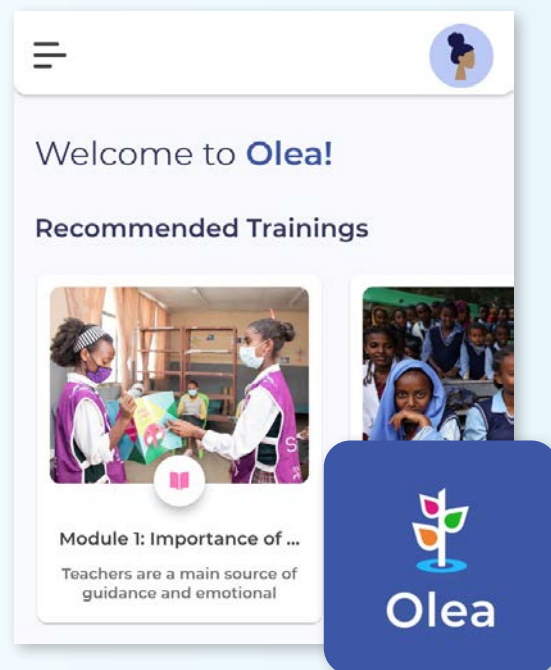 Welcome to Olea!
Recommended Trainings
Module 1: Importance of ...
Teachers are a main source of
guidance and emotional
Olea